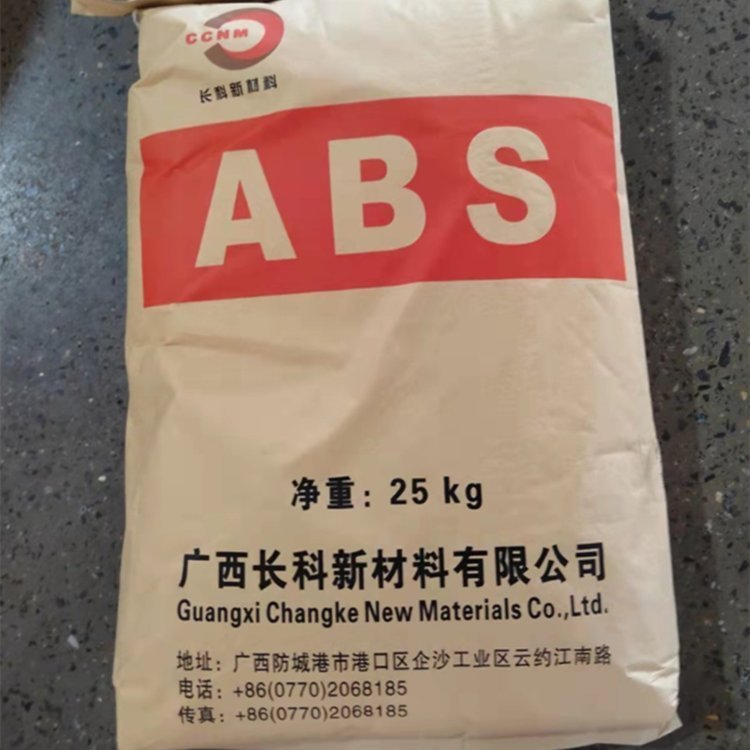 CCNM
长科新材料
ABS
净重: 25 kg
广西长科新材料有限公司
Guangxi Changke New Materials Co.,Ltd.
地址: 广西防城港市港口区企沙工业区云约江南路
电话: +86(0770)2068185
传真: +86(0770)2068185